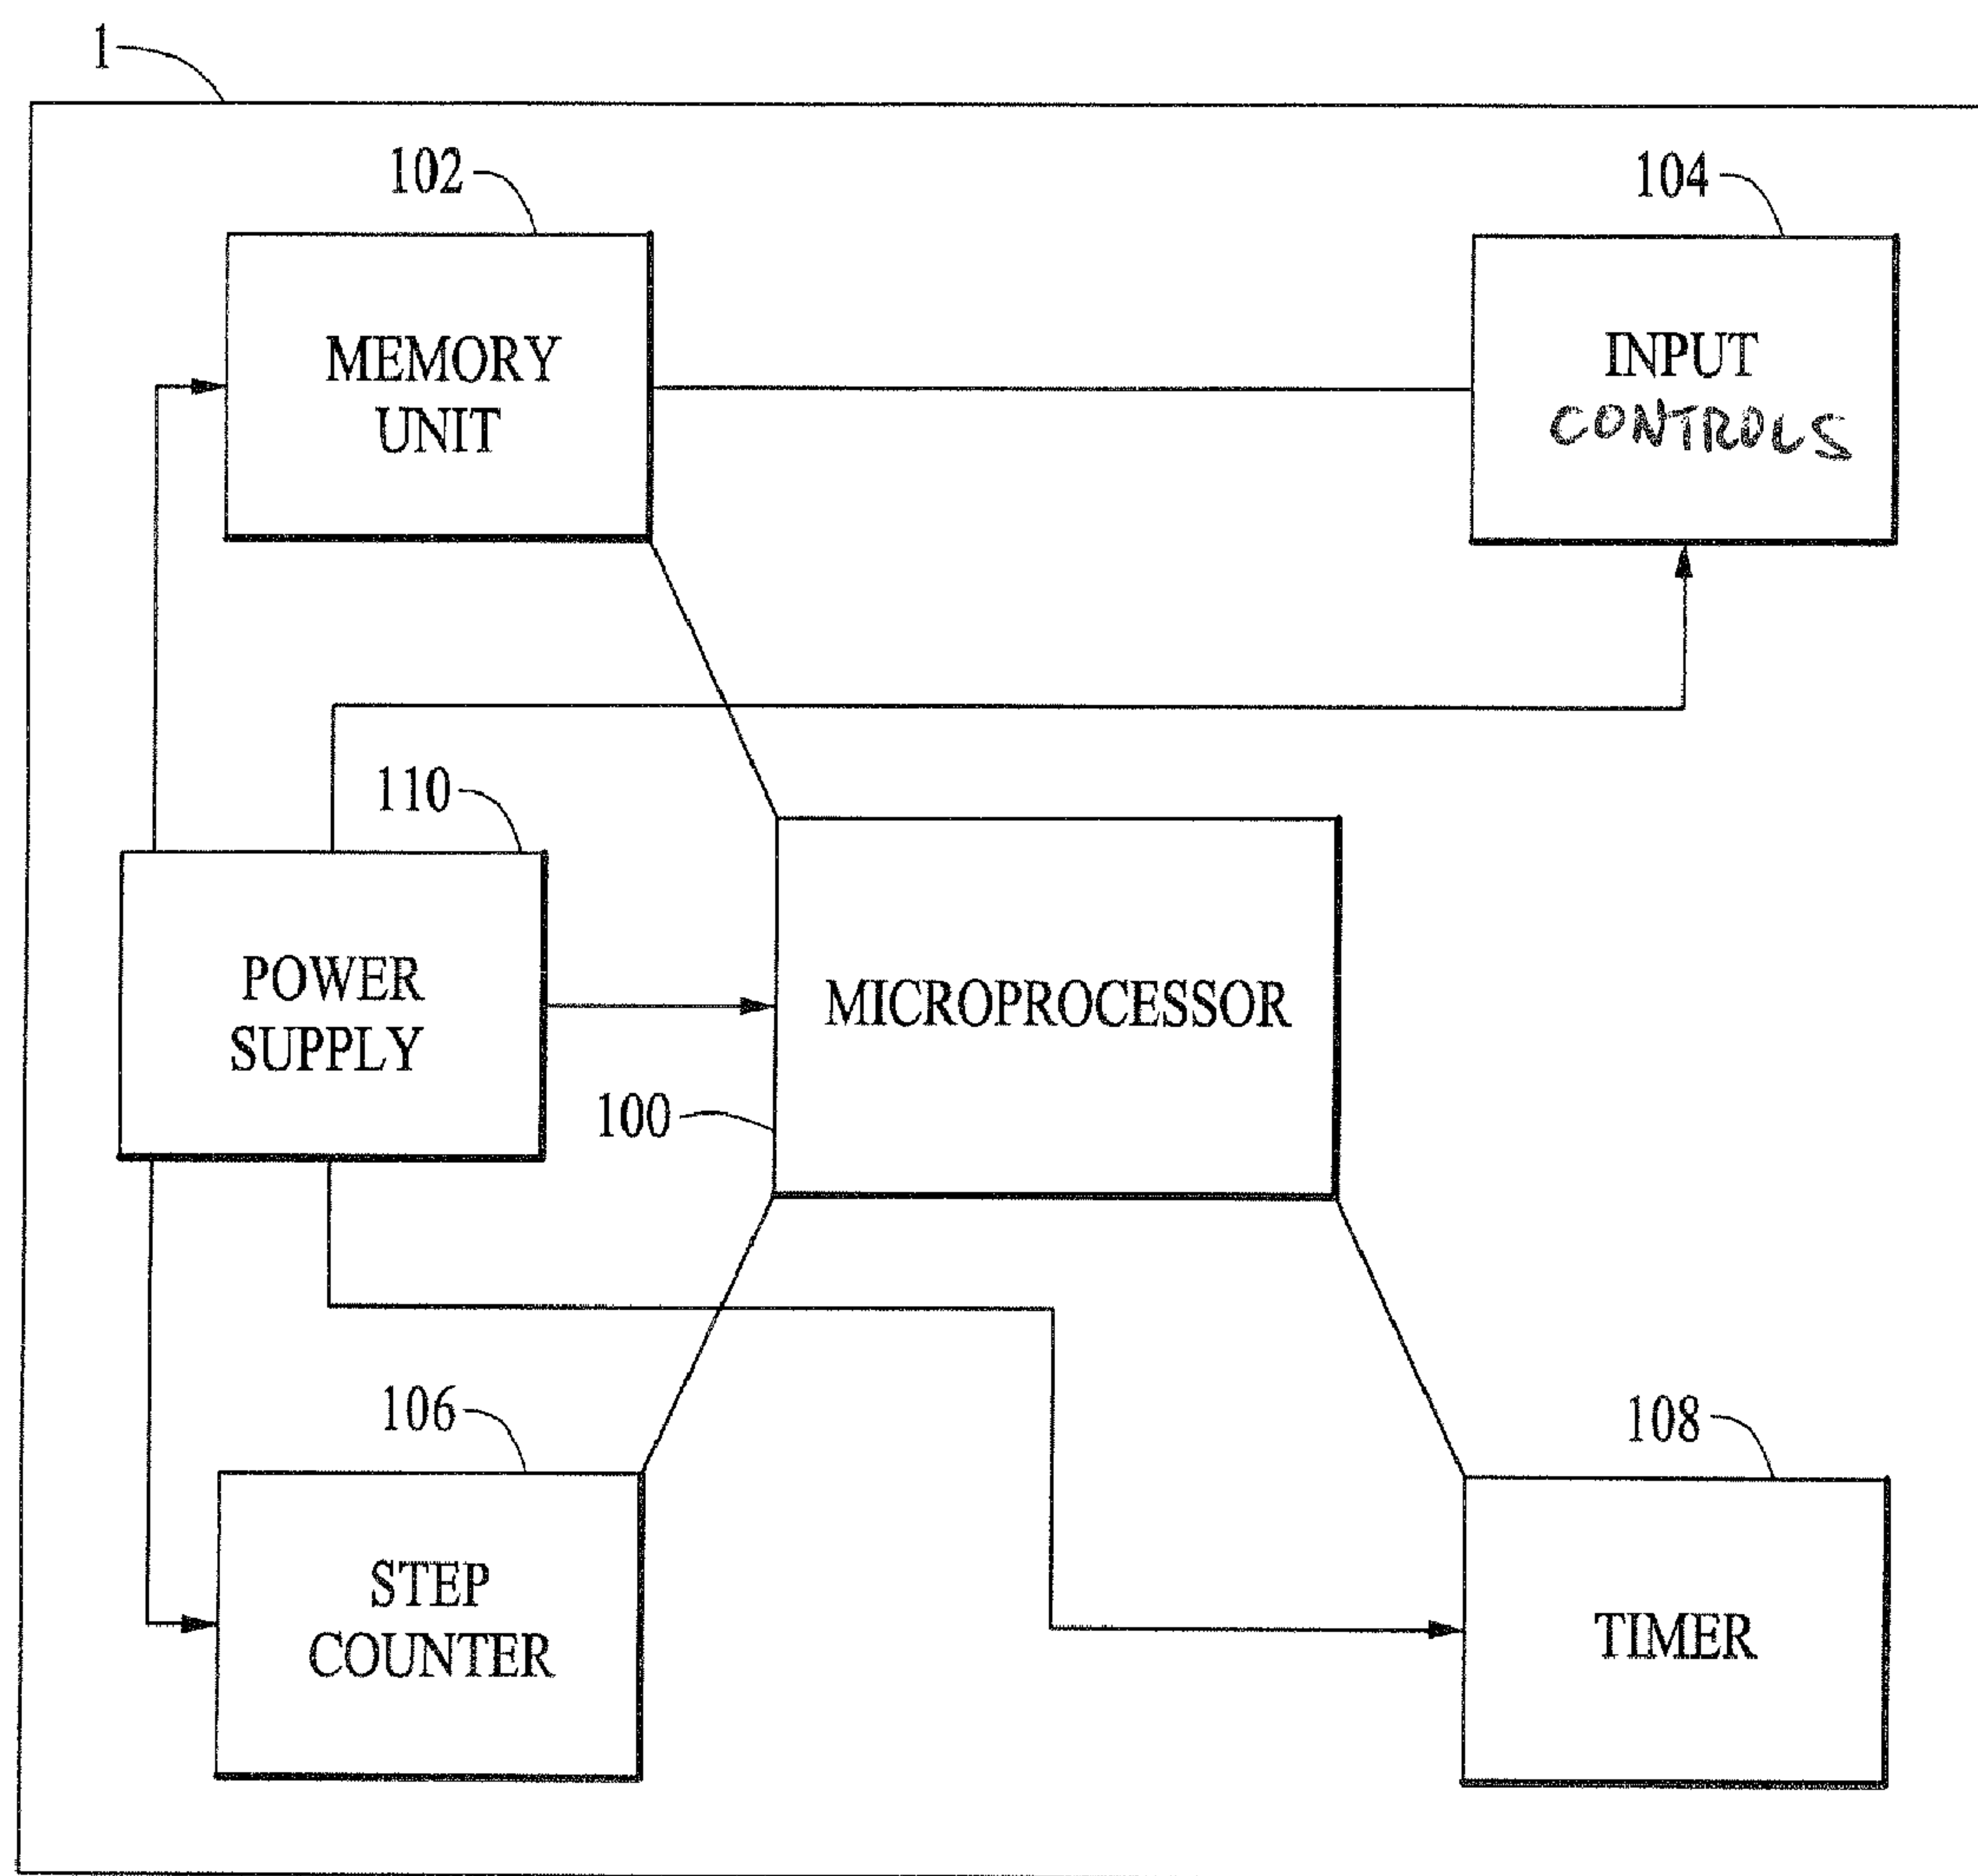 1
102
104
MEMORY
UNIT
INPUT
CONTROLS
110
POWER
SUPPLY
MICROPROCESSOR
100
106
108
STEP
COUNTER
TIMER